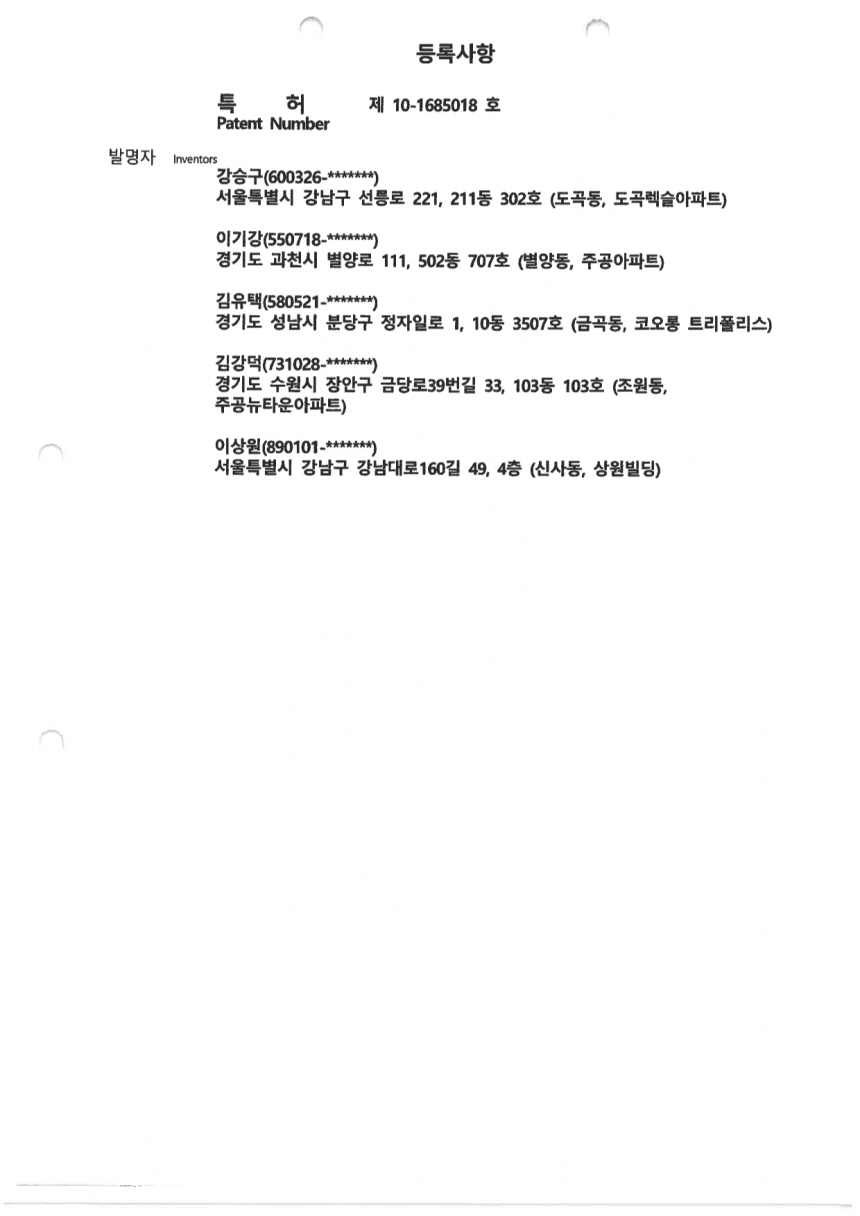 등록사항
특 허 제 10-1685018 호
Patent Number
발명자 Inventors
강승구(600326-*******)
서울특별시 강남구 선릉로 221, 211동 302호 (도곡동, 도곡렉슬아파트)
이기강(550718-*******)
경기도 과천시 별양로 111, 502동 707호 (별양동, 주공아파트)
김유택(580521-*******)
경기도 성남시 분당구 정자일로 1, 10동 3507호 (금곡동, 코오롱 트리폴리스)
김강덕(731028-*******)
경기도 수원시 장안구 금당로39번길 33, 103동 103호 (조원동,
주공뉴타운아파트)
이상원(890101-*******)
서울특별시 강남구 강남대로160길 49, 4층 (신사동, 상원빌딩)